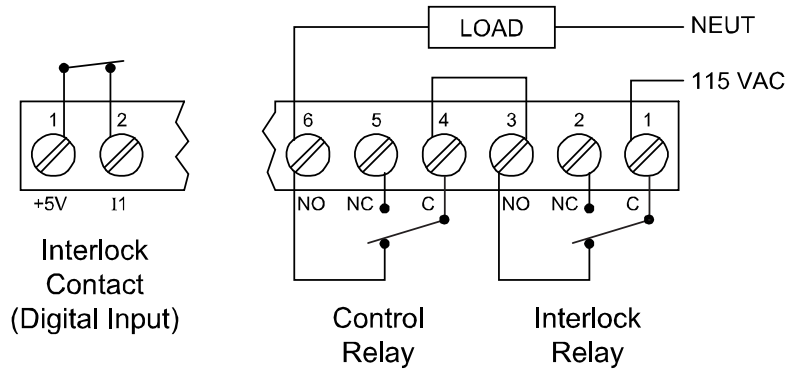 LOAD
NEUT
115 VAC
1 2
6 5 4 3 2 1
+5V I1
NO NC C NO NC C
Interlock
Contact
(Digital Input)
Control
Relay
Interlock
Relay